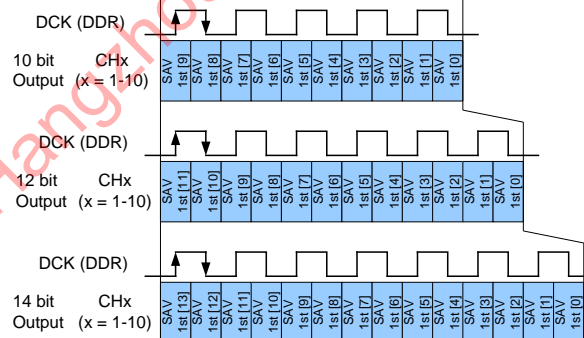 DCK (DDR)
10 bit CHx
Output (x = 1-10)
SAV 1st [9] SAV 1st [8] SAV 1st [7] SAV 1st [6] SAV 1st [5] SAV 1st [4] SAV 1st [3] SAV 1st [2] SAV 1st [1] SAV 1st [0]
DCK (DDR)
12 bit CHx
Output (x = 1-10)
SAV 1st [11] SAV 1st [10] SAV 1st [9] SAV 1st [8] SAV 1st [7] SAV 1st [6] SAV 1st [5] SAV 1st [4] SAV 1st [3] SAV 1st [2] SAV 1st [1] SAV 1st [0]
DCK (DDR)
14 bit CHx
Output (x = 1-10)
SAV 1st [13] SAV 1st [12] SAV 1st [11] SAV 1st [10] SAV 1st [9] SAV 1st [8] SAV 1st [7] SAV 1st [6] SAV 1st [5] SAV 1st [4] SAV 1st [3] SAV 1st [2] SAV 1st [1] SAV 1st [0]